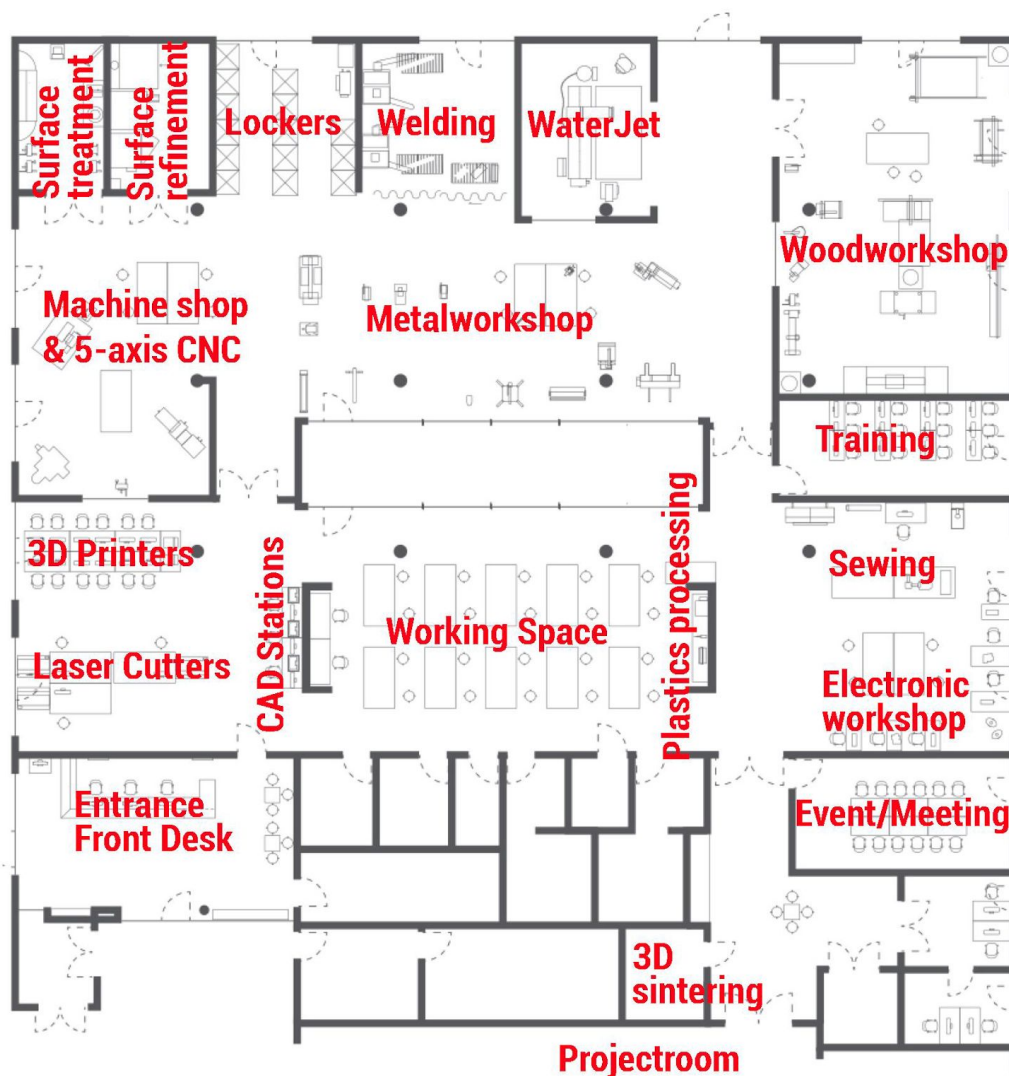 Surface
treatment
Surface
refinement
Lockers
Welding
WaterJet
Woodworkshop
Machine shop
& 5-axis CNC
Metalworkshop
Training
3D Printers
CAD Stations
Plastics processing
Sewing
Working Space
Laser Cutters
Electronic
workshop
Entrance
Front Desk
Event/Meeting
3D
sintering
Projectroom